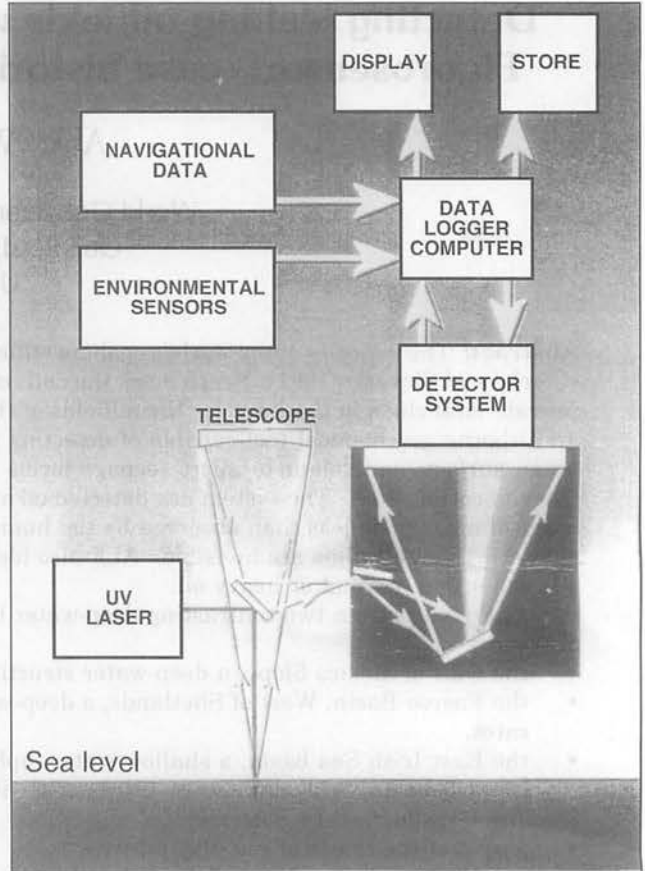 DISPLAY
STORE
NAVIGATIONAL
DATA
DATA
LOGGER
COMPUTER
ENVIRONMENTAL
SENSORS
DETECTOR
SYSTEM
TELESCOPE
UV
LASER
Sea level